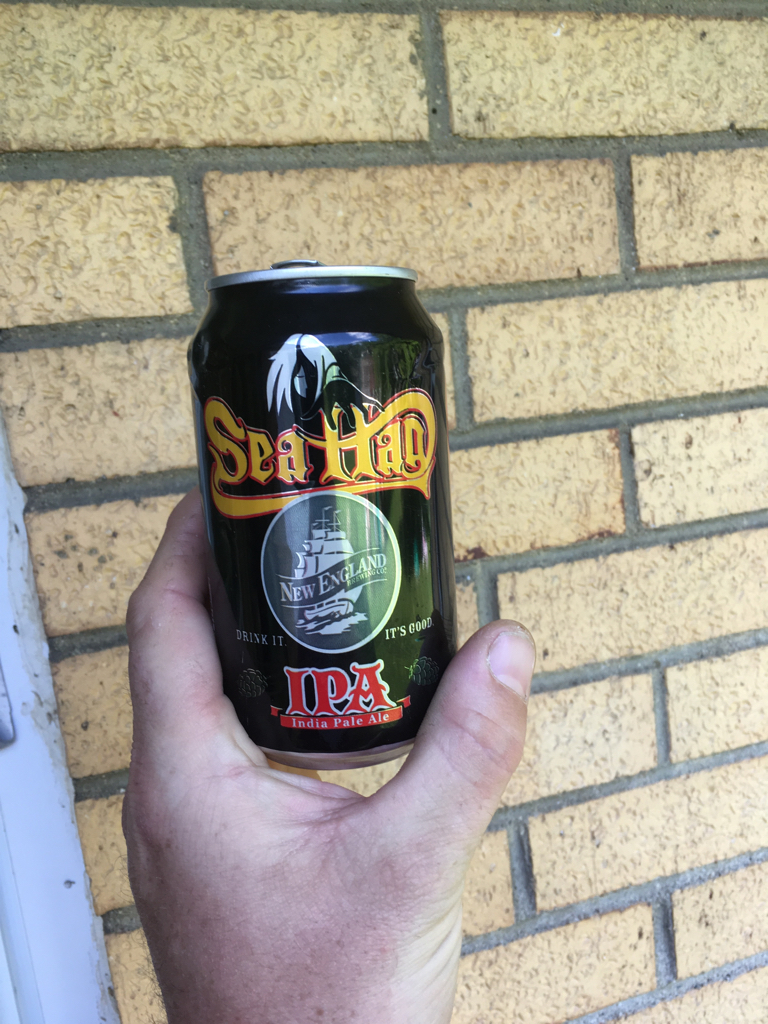 Sea Hag
NEW ENGLAND
BREWING CO.
DRINK IT. IT'S GOOD.
IPA
India Pale Ale